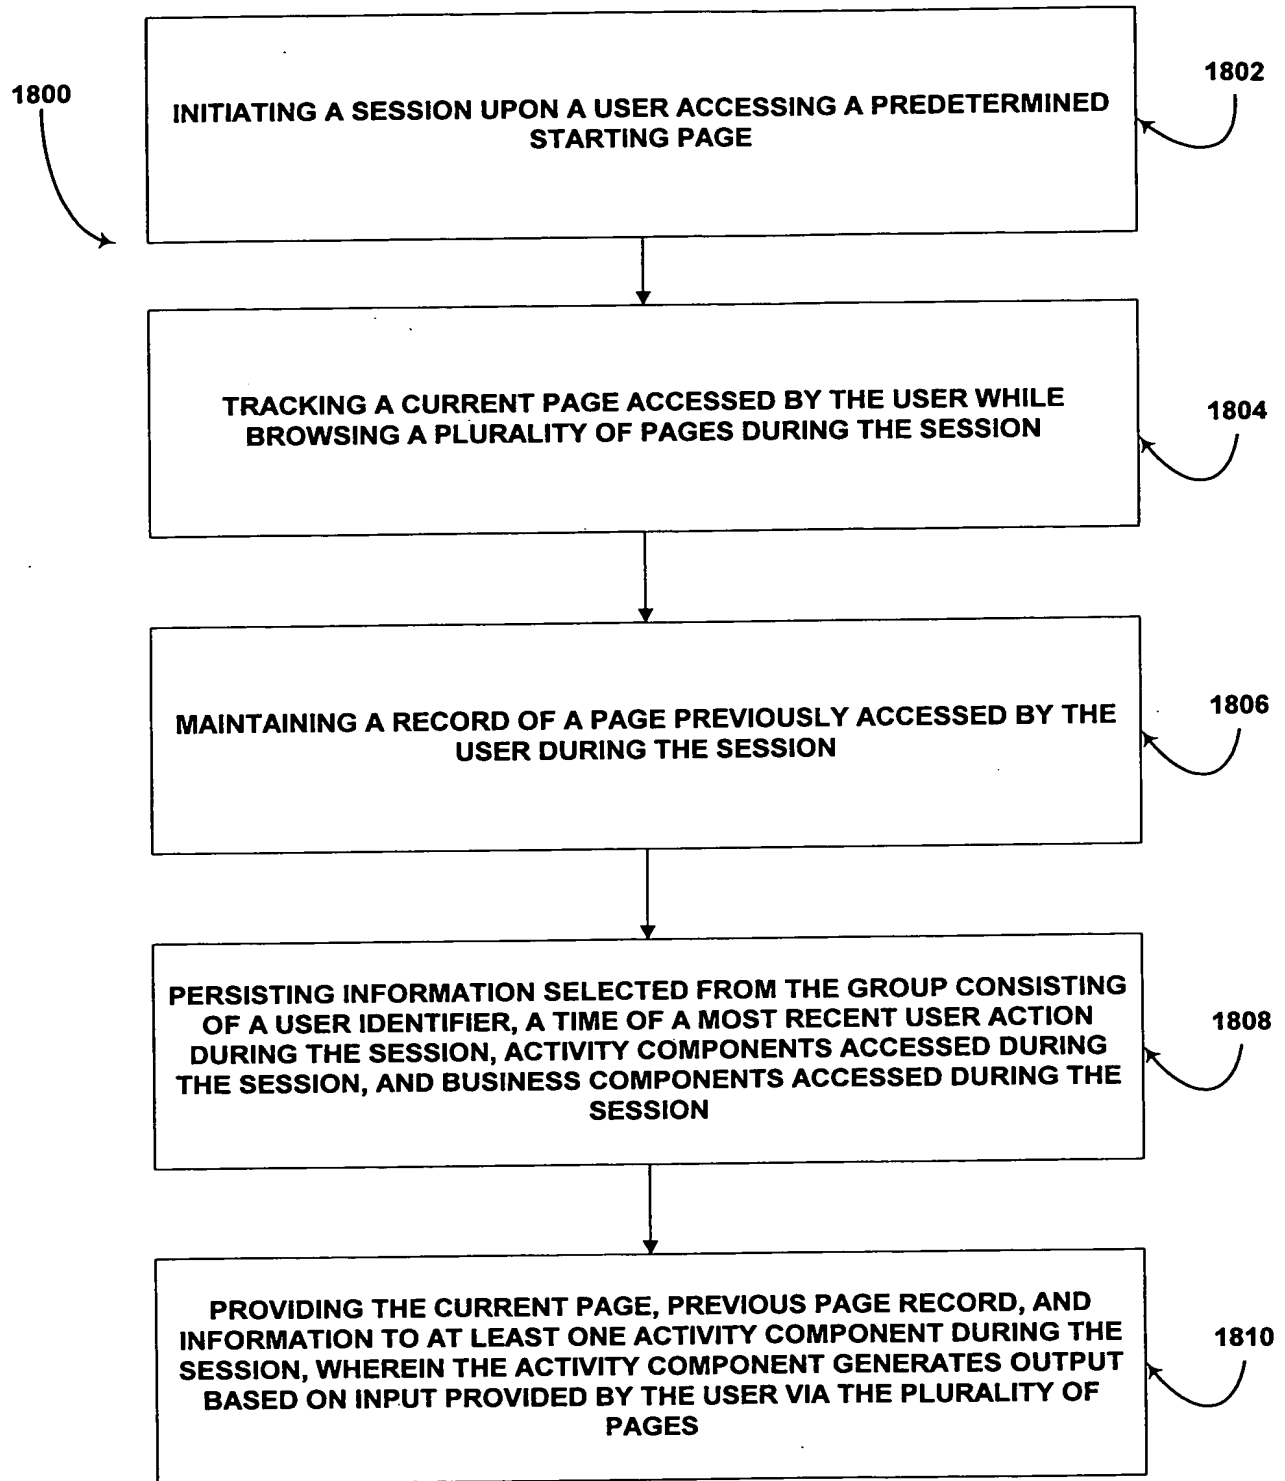 1800
1802
INITIATING A SESSION UPON A USER ACCESSING A PREDETERMINED
STARTING PAGE
TRACKING A CURRENT PAGE ACCESSED BY THE USER WHILE
BROWSING A PLURALITY OF PAGES DURING THE SESSION
1804
MAINTAINING A RECORD OF A PAGE PREVIOUSLY ACCESSED BY THE
USER DURING THE SESSION
1806
PERSISTING INFORMATION SELECTED FROM THE GROUP CONSISTING
OF A USER IDENTIFIER, A TIME OF A MOST RECENT USER ACTION
DURING THE SESSION, ACTIVITY COMPONENTS ACCESSED DURING
THE SESSION, AND BUSINESS COMPONENTS ACCESSED DURING THE
SESSION
1808
PROVIDING THE CURRENT PAGE, PREVIOUS PAGE RECORD, AND
INFORMATION TO AT LEAST ONE ACTIVITY COMPONENT DURING THE
SESSION, WHEREIN THE ACTIVITY COMPONENT GENERATES OUTPUT
BASED ON INPUT PROVIDED BY THE USER VIA THE PLURALITY OF
PAGES
1810